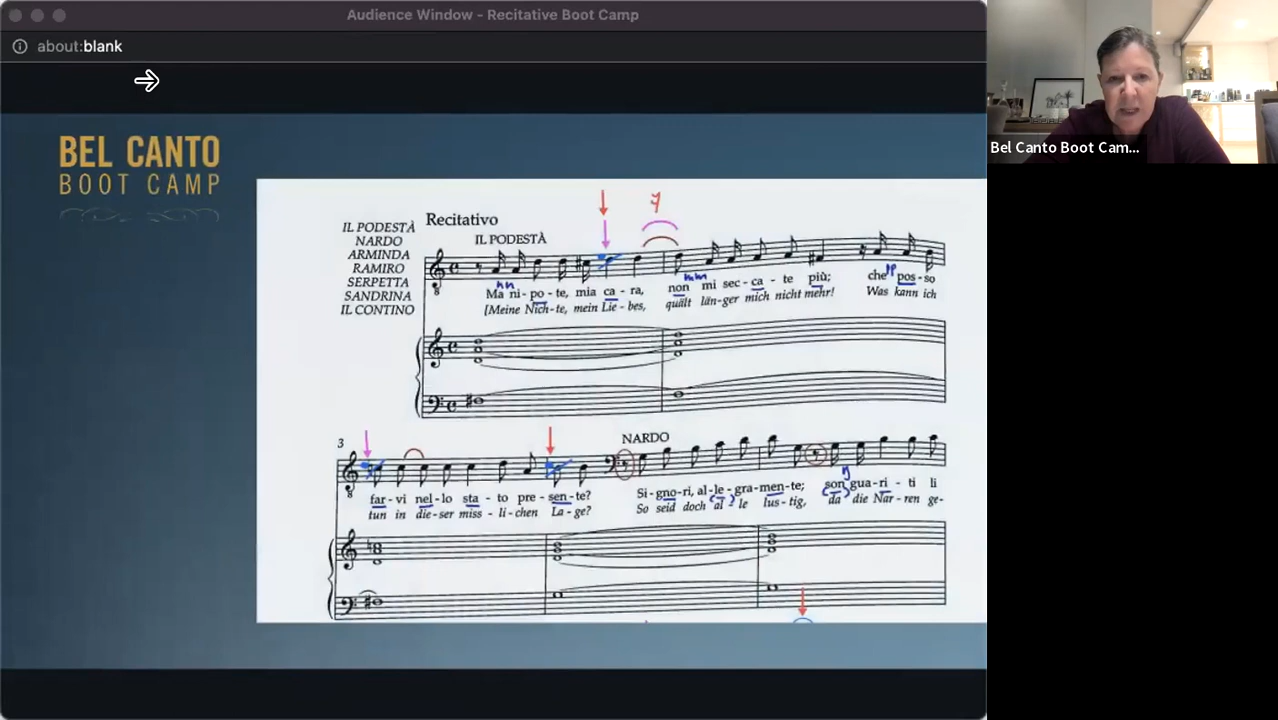 Audience Window - Recitative Boot Camp
about:blank
BEL CANTO
BOOT CAMP
IL PODESTÀ
NARDO
ARMINDA
RAMIRO
SERPETTA
SANDRINA
IL CONTINO
Recitativo
IL PODESTÀ
8
nn
mm
Ma ni - po - te, mia ca - ra, non mi sec - ca - te più; che pos - so
[Meine Nich - te, mein Lie - bes, quält län - ger mich nicht mehr! Was kann ich
3
NARDO
8
far - vi nel - lo sta - to pre - sen - te? Si - gno - ri, al - le - gra - men - te; son gua - ri - ti li
tun in die - ser miss - li - chen La - ge? So seid doch al - le lus - tig, da die Nar - ren ge-
Bel Canto Boot Cam...